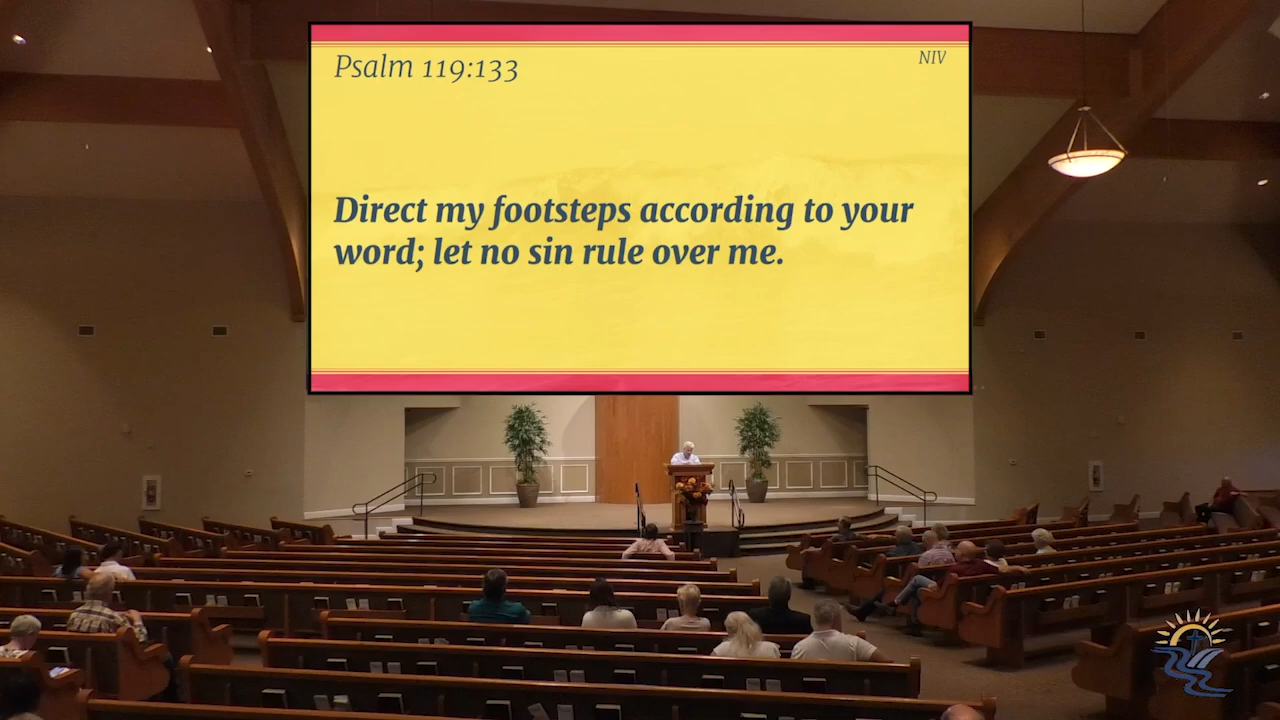 Psalm 119:133
NIV
Direct my footsteps according to your
word; let no sin rule over me.